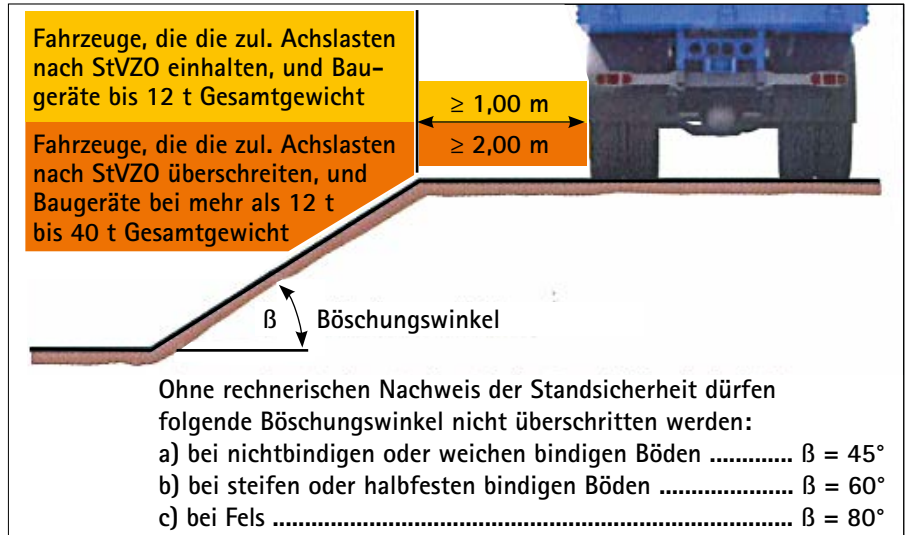 Fahrzeuge, die die zul. Achslasten
nach StVZO einhalten, und Bau-
geräte bis 12 t Gesamtgewicht
≥ 1,00 m
Fahrzeuge, die die zul. Achslasten
nach StVZO überschreiten, und
Baugeräte bei mehr als 12 t
bis 40 t Gesamtgewicht
≥ 2,00 m
ß Böschungswinkel
Ohne rechnerischen Nachweis der Standsicherheit dürfen
folgende Böschungswinkel nicht überschritten werden:
a) bei nichtbindigen oder weichen bindigen Böden ............. ß = 45°
b) bei steifen oder halbfesten bindigen Böden .................. ß = 60°
c) bei Fels ....................................................................... ß = 80°